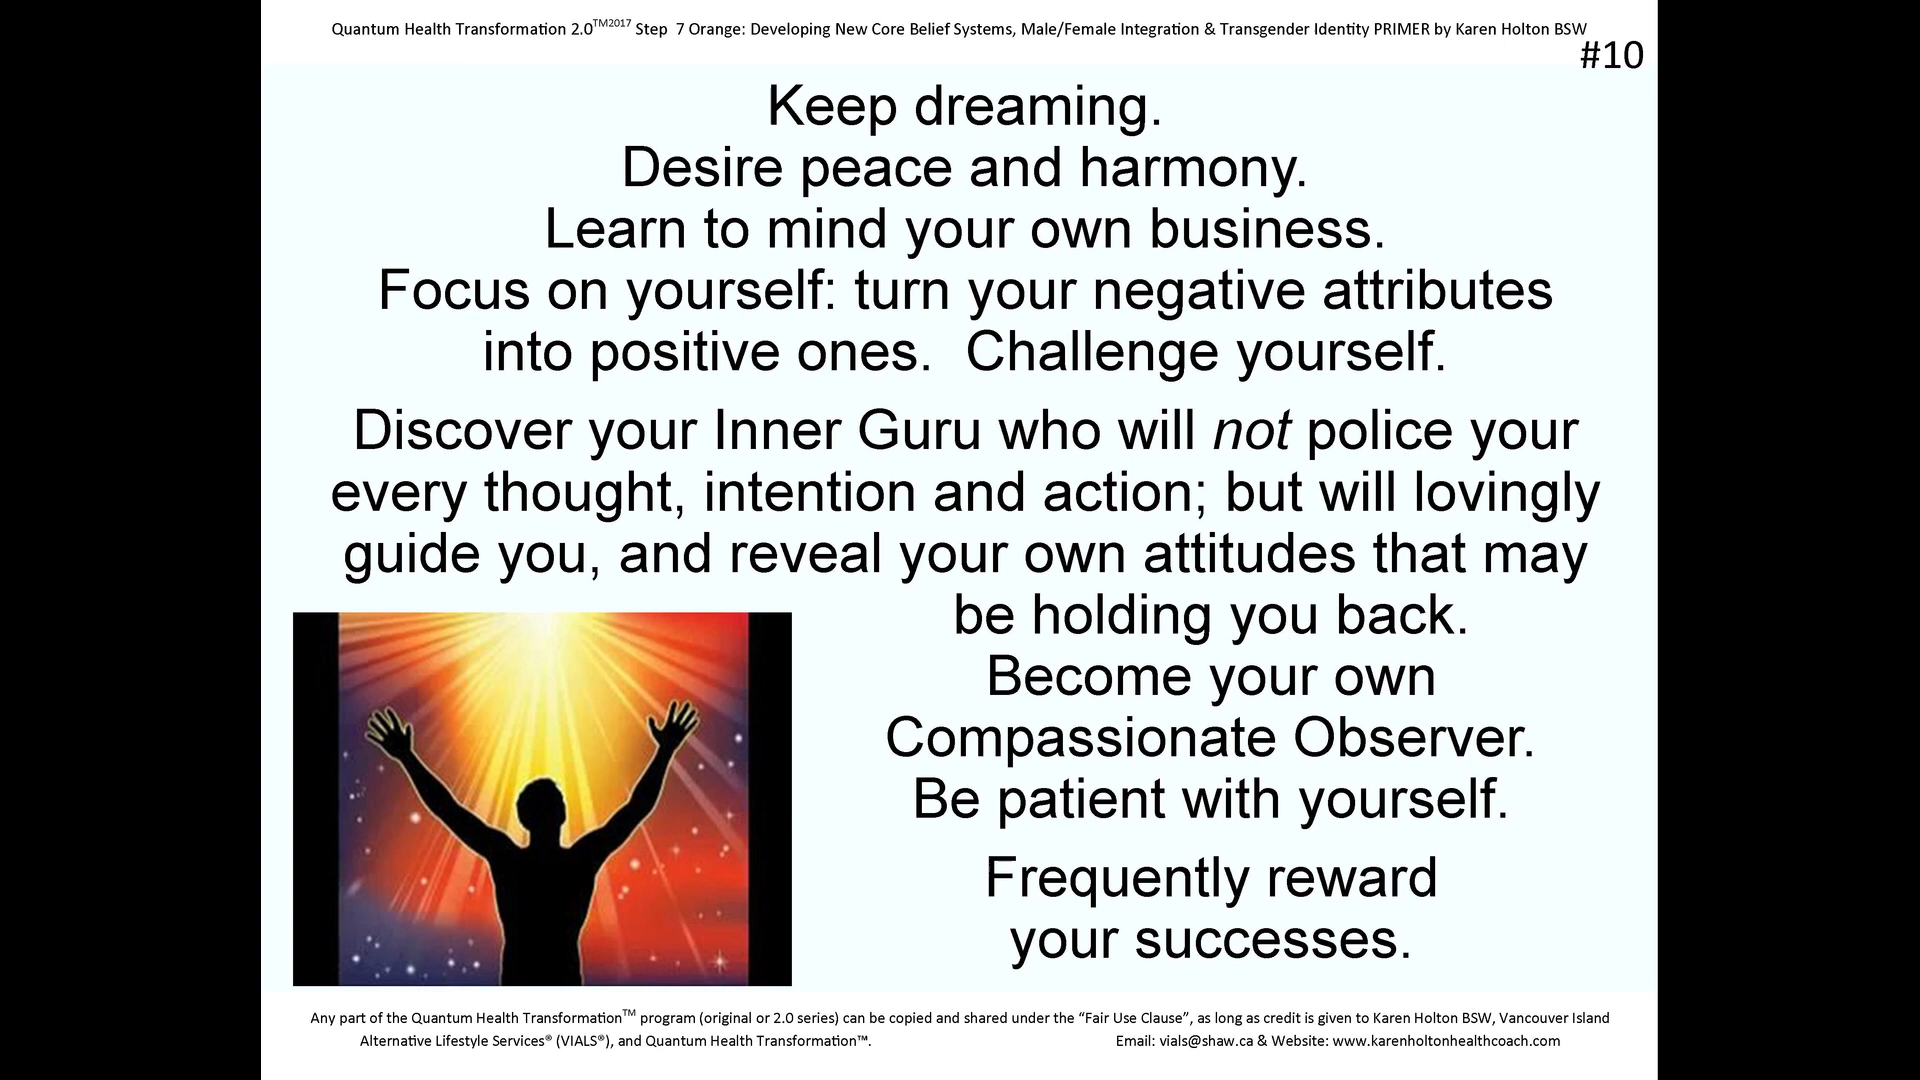 Quantum Health Transformation 2.0TM2017 Step  7 Orange: Developing New Core Belief Systems, Male/Female Integration & Transgender Identity PRIMER by Karen Holton BSW
#10
Keep dreaming.
Desire peace and harmony.
Learn to mind your own business.
Focus on yourself: turn your negative attributes
into positive ones.  Challenge yourself.
Discover your Inner Guru who will not police your
every thought, intention and action; but will lovingly
guide you, and reveal your own attitudes that may
be holding you back.
Become your own
Compassionate Observer.
Be patient with yourself.
Frequently reward
your successes.
Any part of the Quantum Health TransformationTM program (original or 2.0 series) can be copied and shared under the “Fair Use Clause”, as long as credit is given to Karen Holton BSW, Vancouver Island
Alternative Lifestyle Services® (VIALS®), and Quantum Health Transformation™. Email: vials@shaw.ca & Website: www.karenholtonhealthcoach.com